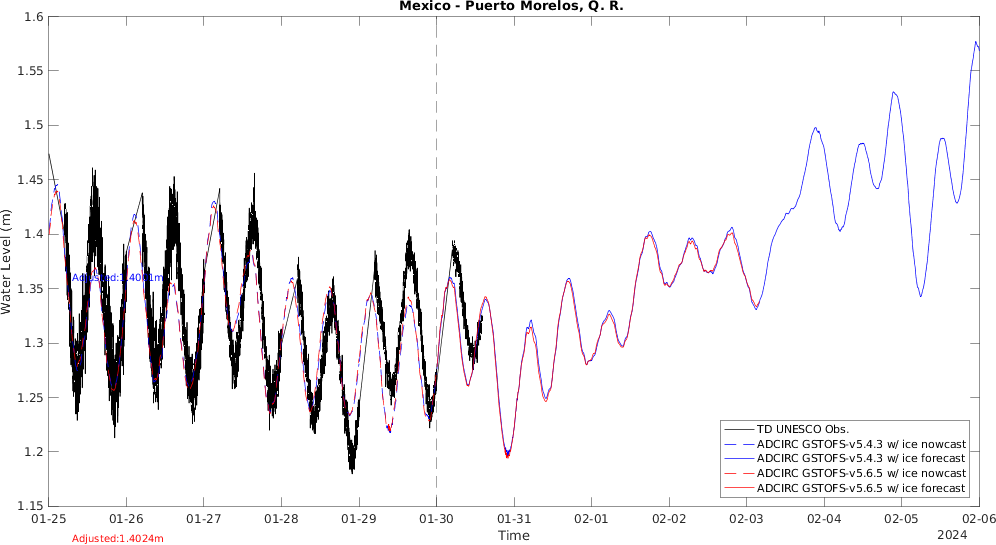 Mexico - Puerto Morelos, Q. R.
1.6
1.55
1.5
1.45
1.4
1.35
1.3
1.25
1.2
1.15
Water Level (m)
TD UNESCO Obs.
ADCIRC GSTOFS-v5.4.3 w/ ice nowcast
ADCIRC GSTOFS-v5.4.3 w/ ice forecast
ADCIRC GSTOFS-v5.6.5 w/ ice nowcast
ADCIRC GSTOFS-v5.6.5 w/ ice forecast
01-25 01-26 01-27 01-28 01-29 01-30 01-31 02-01 02-02 02-03 02-04 02-05 02-06
Time
2024
Adjusted:1.4024m